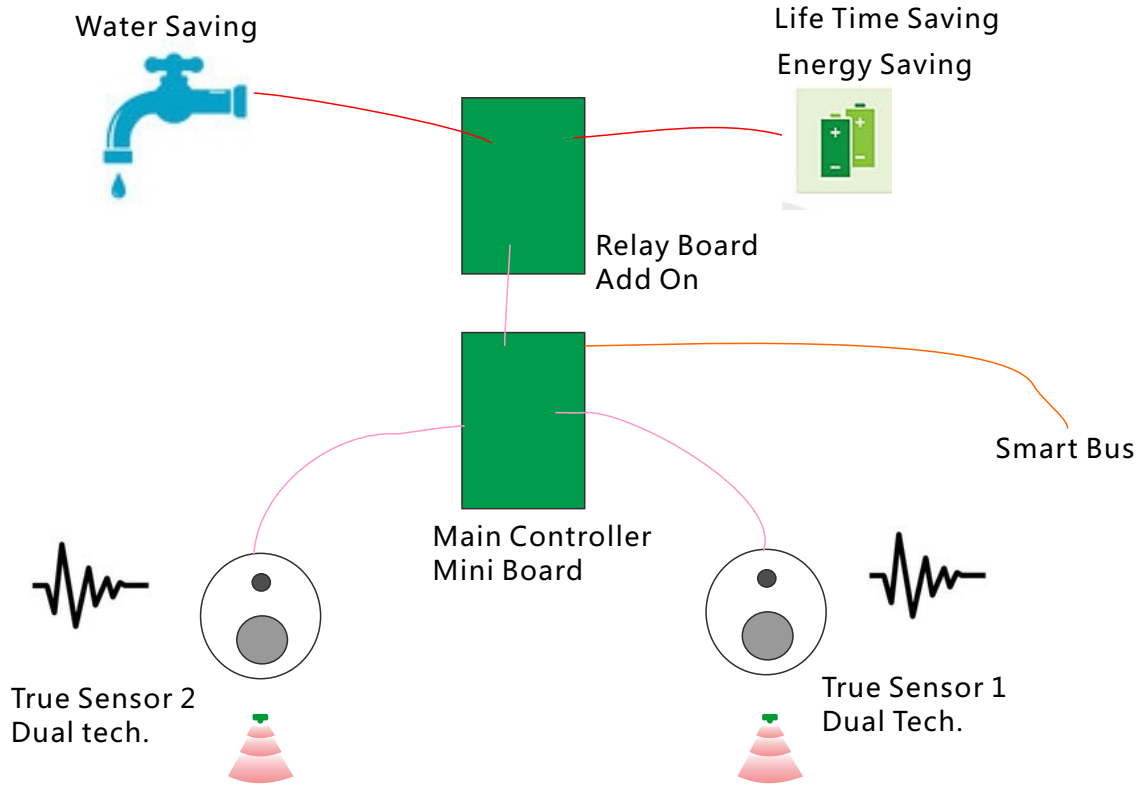 Water Saving
Life Time Saving
Energy Saving
Relay Board
Add On
Smart Bus
Main Controller
Mini Board
True Sensor 2
Dual tech.
True Sensor 1
Dual Tech.